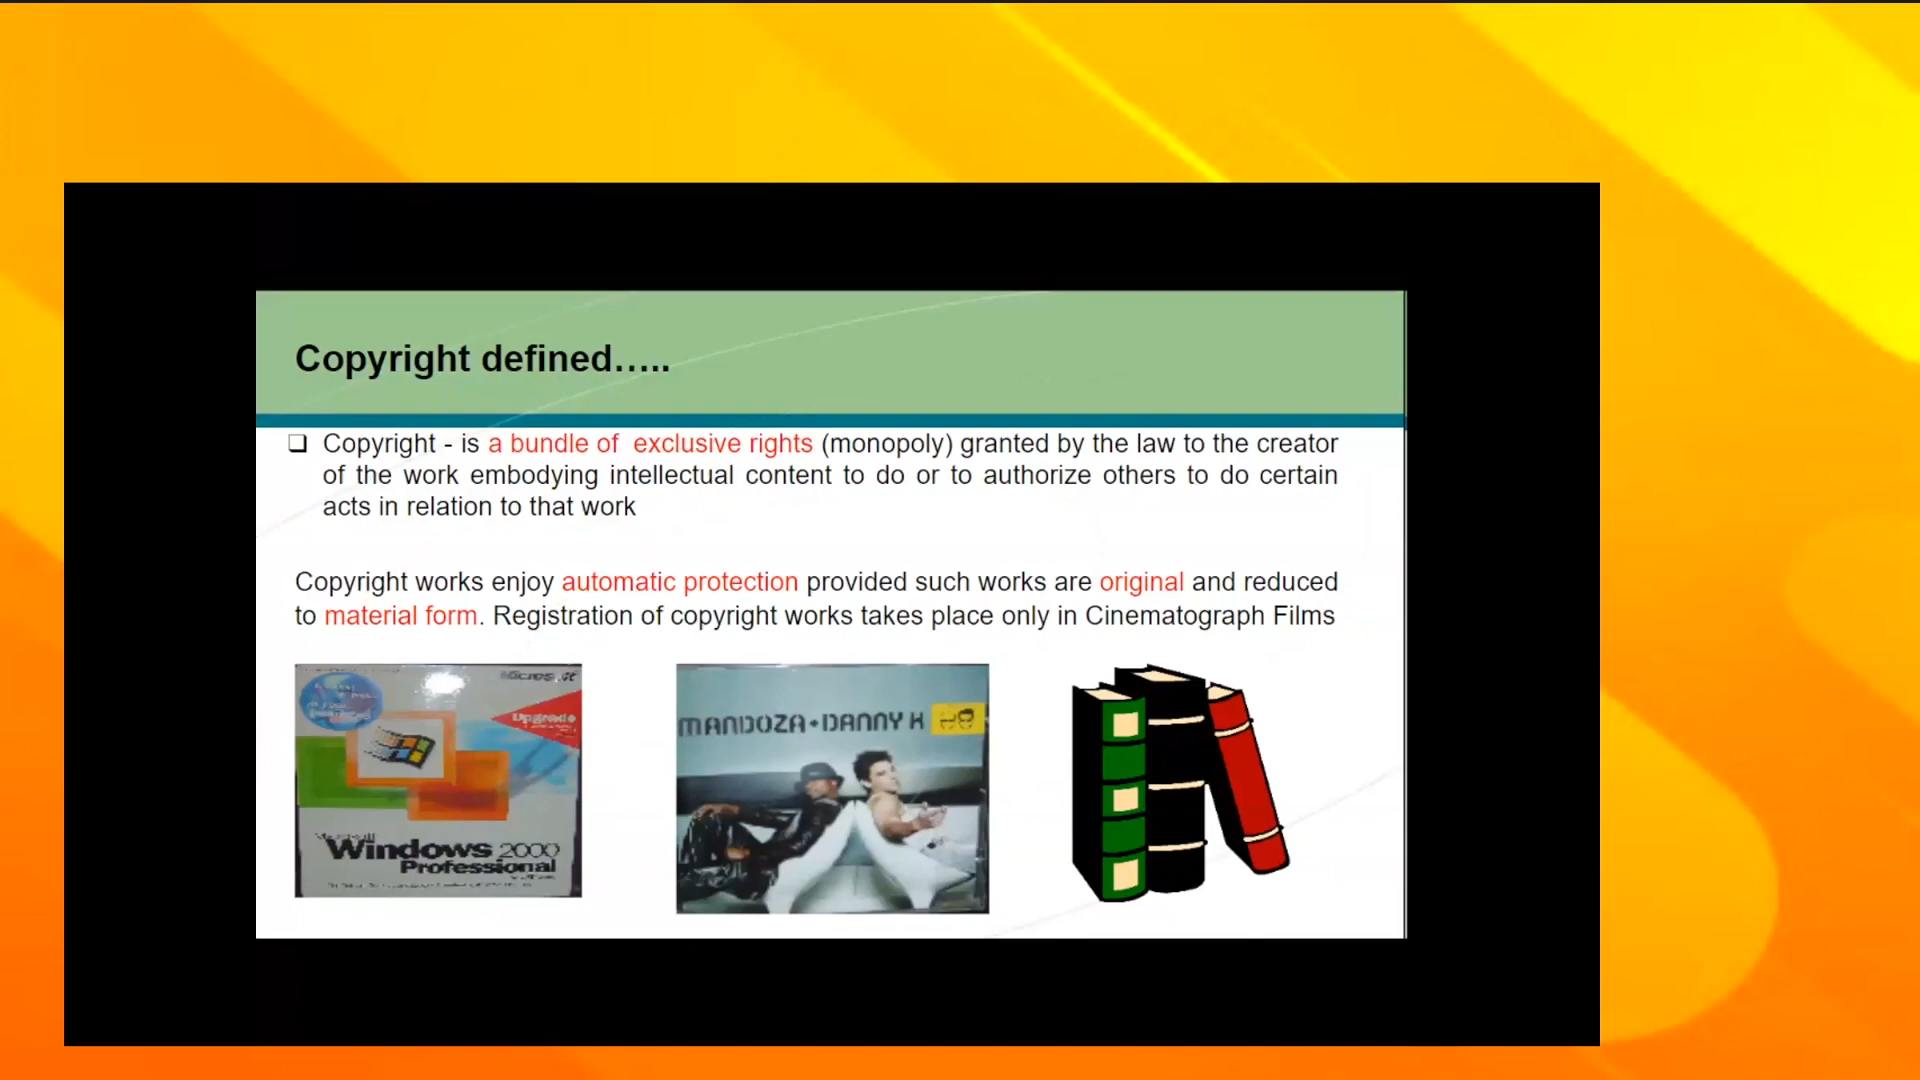 Copyright defined…..
❑ Copyright - is a bundle of exclusive rights (monopoly) granted by the law to the creator
of the work embodying intellectual content to do or to authorize others to do certain
acts in relation to that work
Copyright works enjoy automatic protection provided such works are original and reduced
to material form. Registration of copyright works takes place only in Cinematograph Films
Upgrade
Windows 2000
Professional
MANDOZA•DANNY K